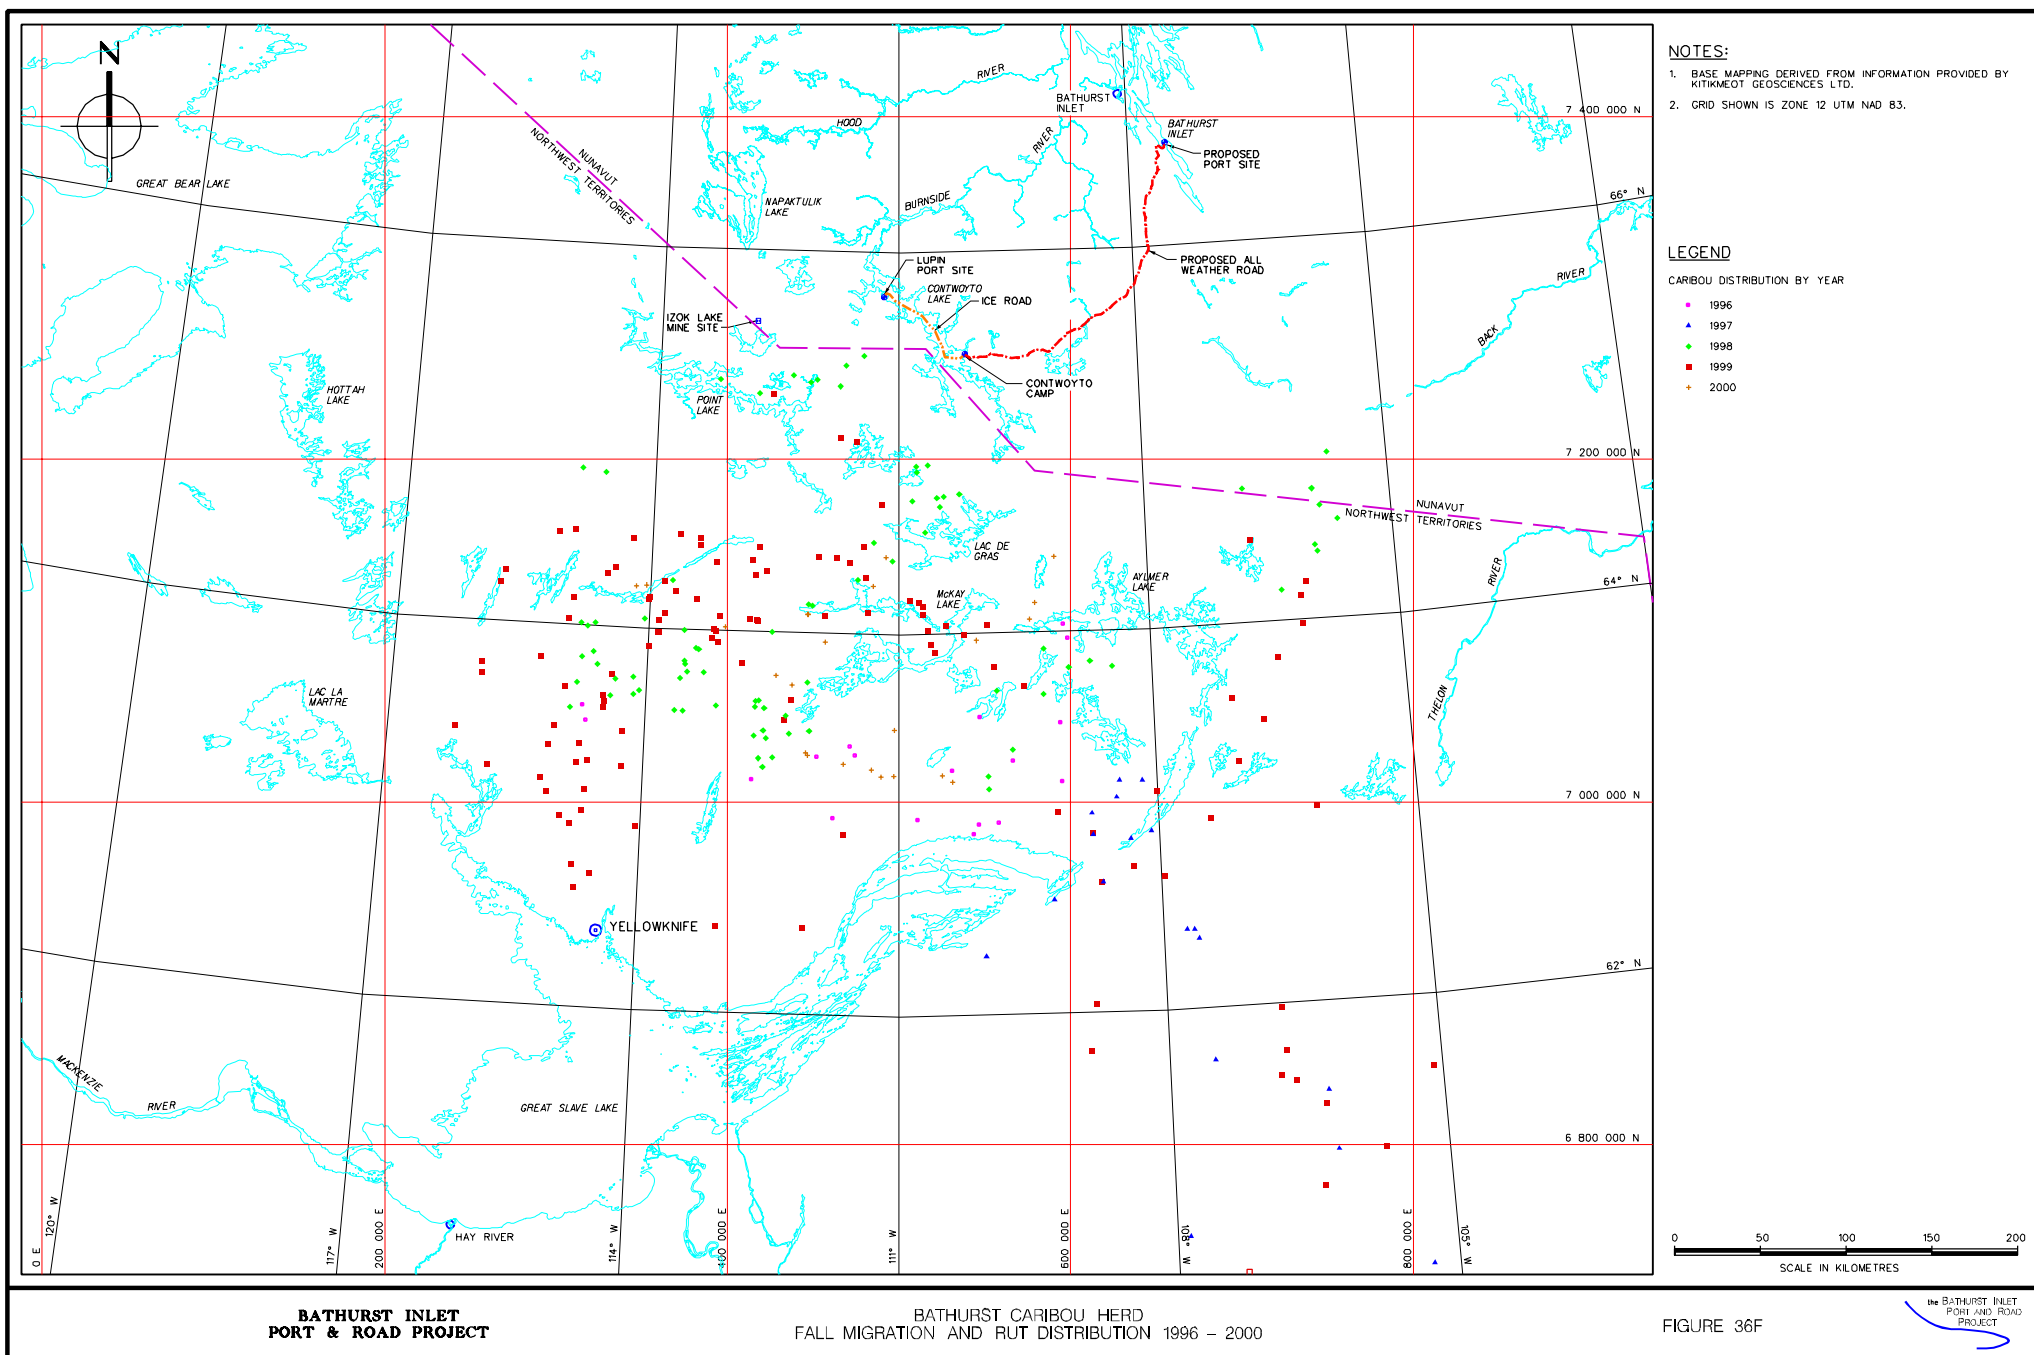 N
GREAT BEAR LAKE
NUNAVUT
NORTHWEST TERRITORIES
RIVER
HOOD
BATHURST
INLET
RIVER
BATHURST
INLET
PROPOSED
PORT SITE
7 400 000 N
NAPAKTULIK
LAKE
BURNSIDE
66° N
LUPIN
PORT SITE
CONTWOYTO
LAKE
ICE ROAD
PROPOSED ALL
WEATHER ROAD
RIVER
BACK
IZOK LAKE
MINE SITE
CONTWOYTO
CAMP
HOTTAH
LAKE
POINT
LAKE
7 200 000 N
NUNAVUT
NORTHWEST TERRITORIES
LAC DE
GRAS
AYLMER
LAKE
McKAY
LAKE
RIVER
64° N
THELON
LAC LA
MARTRE
7 000 000 N
YELLOWKNIFE
62° N
MACKENZIE
RIVER
GREAT SLAVE LAKE
6 800 000 N
HAY RIVER
0 E
120° W
117° W
200 000 E
114° W
400 000 E
111° W
600 000 E
108° W
800 000 E
105° W
NOTES:
1. BASE MAPPING DERIVED FROM INFORMATION PROVIDED BY
KITIKMEOT GEOSCIENCES LTD.
2. GRID SHOWN IS ZONE 12 UTM NAD 83.
LEGEND
CARIBOU DISTRIBUTION BY YEAR
1996
1997
1998
1999
2000
0 50 100 150 200
SCALE IN KILOMETRES
BATHURST INLET
PORT & ROAD PROJECT
BATHURST CARIBOU HERD
FALL MIGRATION AND RUT DISTRIBUTION 1996 - 2000
FIGURE 36F
the BATHURST INLET
PORT AND ROAD
PROJECT